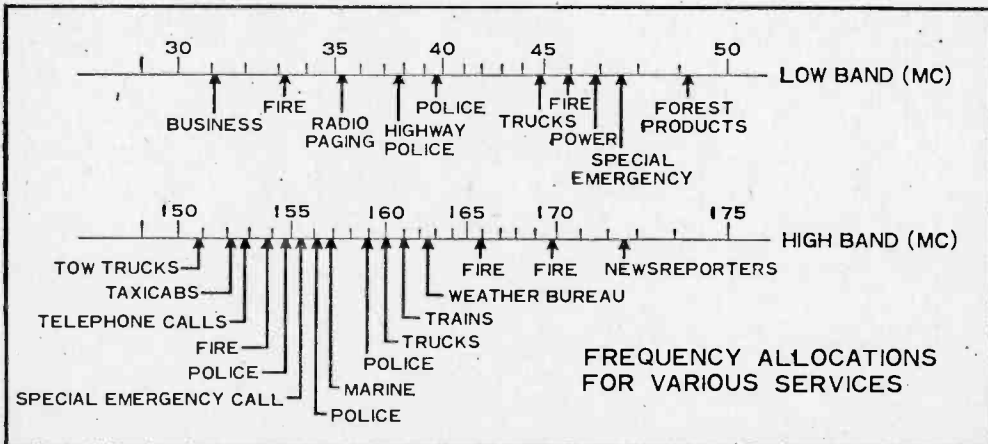 30 35 40 45 50
LOW BAND (MC)
BUSINESS
FIRE
RADIO
PAGING
HIGHWAY
POLICE
POLICE
TRUCKS
FIRE
POWER
SPECIAL
EMERGENCY
FOREST
PRODUCTS
150 155 160 165 170 175
HIGH BAND (MC)
TOW TRUCKS
TAXICABS
TELEPHONE CALLS
FIRE
POLICE
SPECIAL EMERGENCY CALL
POLICE
MARINE
POLICE
TRUCKS
TRAINS
WEATHER BUREAU
FIRE
FIRE
NEWSREPORTERS
FREQUENCY ALLOCATIONS
FOR VARIOUS SERVICES